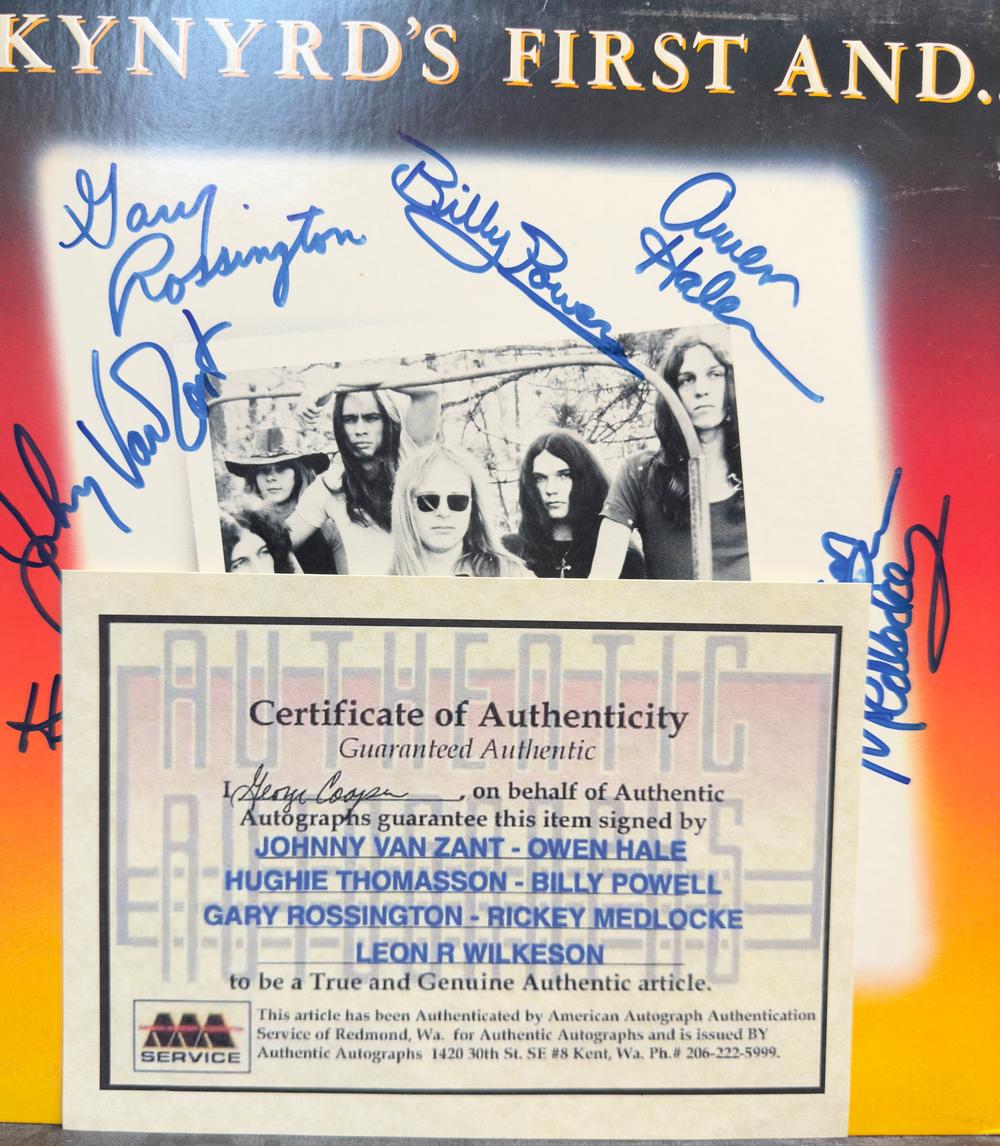 KYNYRD'S FIRST AND..
Gary
Rossington
Billy Powell
Owen
Hale
Johnny Van Zant
Medlocke
H
Certificate of Authenticity
Guaranteed Authentic
I George Cooper, on behalf of Authentic
Autographs guarantee this item signed by
JOHNNY VAN ZANT - OWEN HALE
HUGHIE THOMASSON - BILLY POWELL
GARY ROSSINGTON - RICKEY MEDLOCKE
LEON R WILKESON
to be a True and Genuine Authentic article.
AAA
SERVICE
This article has been Authenticated by American Autograph Authentication
Service of Redmond, Wa. for Authentic Autographs and is issued BY
Authentic Autographs 1420 30th St. SE #8 Kent, Wa. Ph.# 206-222-5999.
AUTHENTIC
AUTOGRAPHS